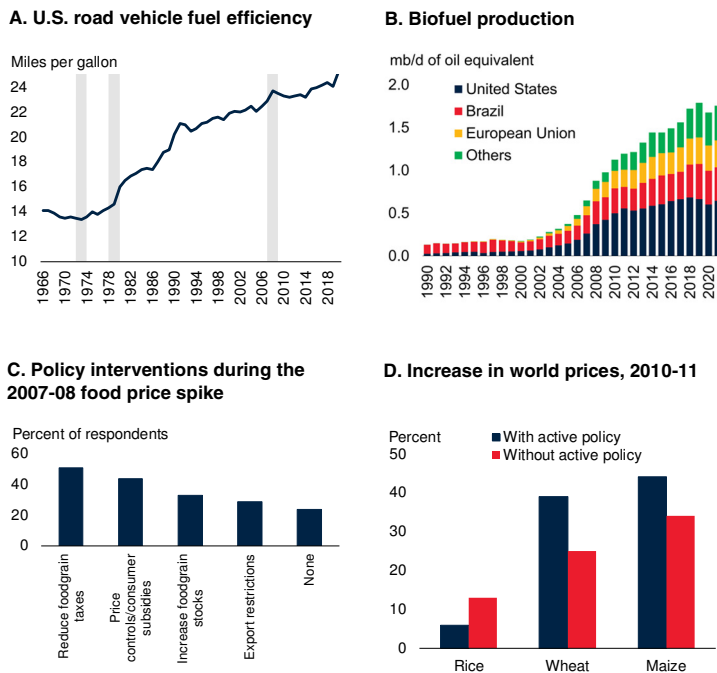 A. U.S. road vehicle fuel efficiency
Miles per gallon
24
22
20
18
16
14
12
10
1966
1970
1974
1978
1982
1986
1990
1994
1998
2002
2006
2010
2014
2018
B. Biofuel production
mb/d of oil equivalent
2.0
1.5
1.0
0.5
0.0
United States
Brazil
European Union
Others
1990
1992
1994
1996
1998
2000
2002
2004
2006
2008
2010
2012
2014
2016
2018
2020
C. Policy interventions during the
2007-08 food price spike
Percent of respondents
60
40
20
0
Reduce foodgrain
taxes
Price
controls/consumer
subsidies
Increase foodgrain
stocks
Export restrictions
None
D. Increase in world prices, 2010-11
Percent
50
40
30
20
10
0
With active policy
Without active policy
Rice
Wheat
Maize